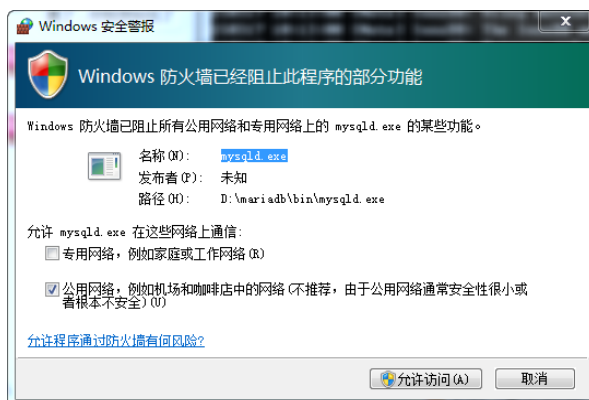 Windows 安全警报
Windows 防火墙已经阻止此程序的部分功能
Windows 防火墙已阻止所有公用网络和专用网络上的 mysqld.exe 的某些功能。
名称(N): mysqld.exe
发布者(P): 未知
路径(H): D:\mariadb\bin\mysqld.exe
允许 mysqld.exe 在这些网络上通信:
专用网络，例如家庭或工作网络(R)
公用网络，例如机场和咖啡店中的网络(不推荐，由于公用网络通常安全性很小或
者根本不安全)(U)
允许程序通过防火墙有何风险?
允许访问(A) 取消